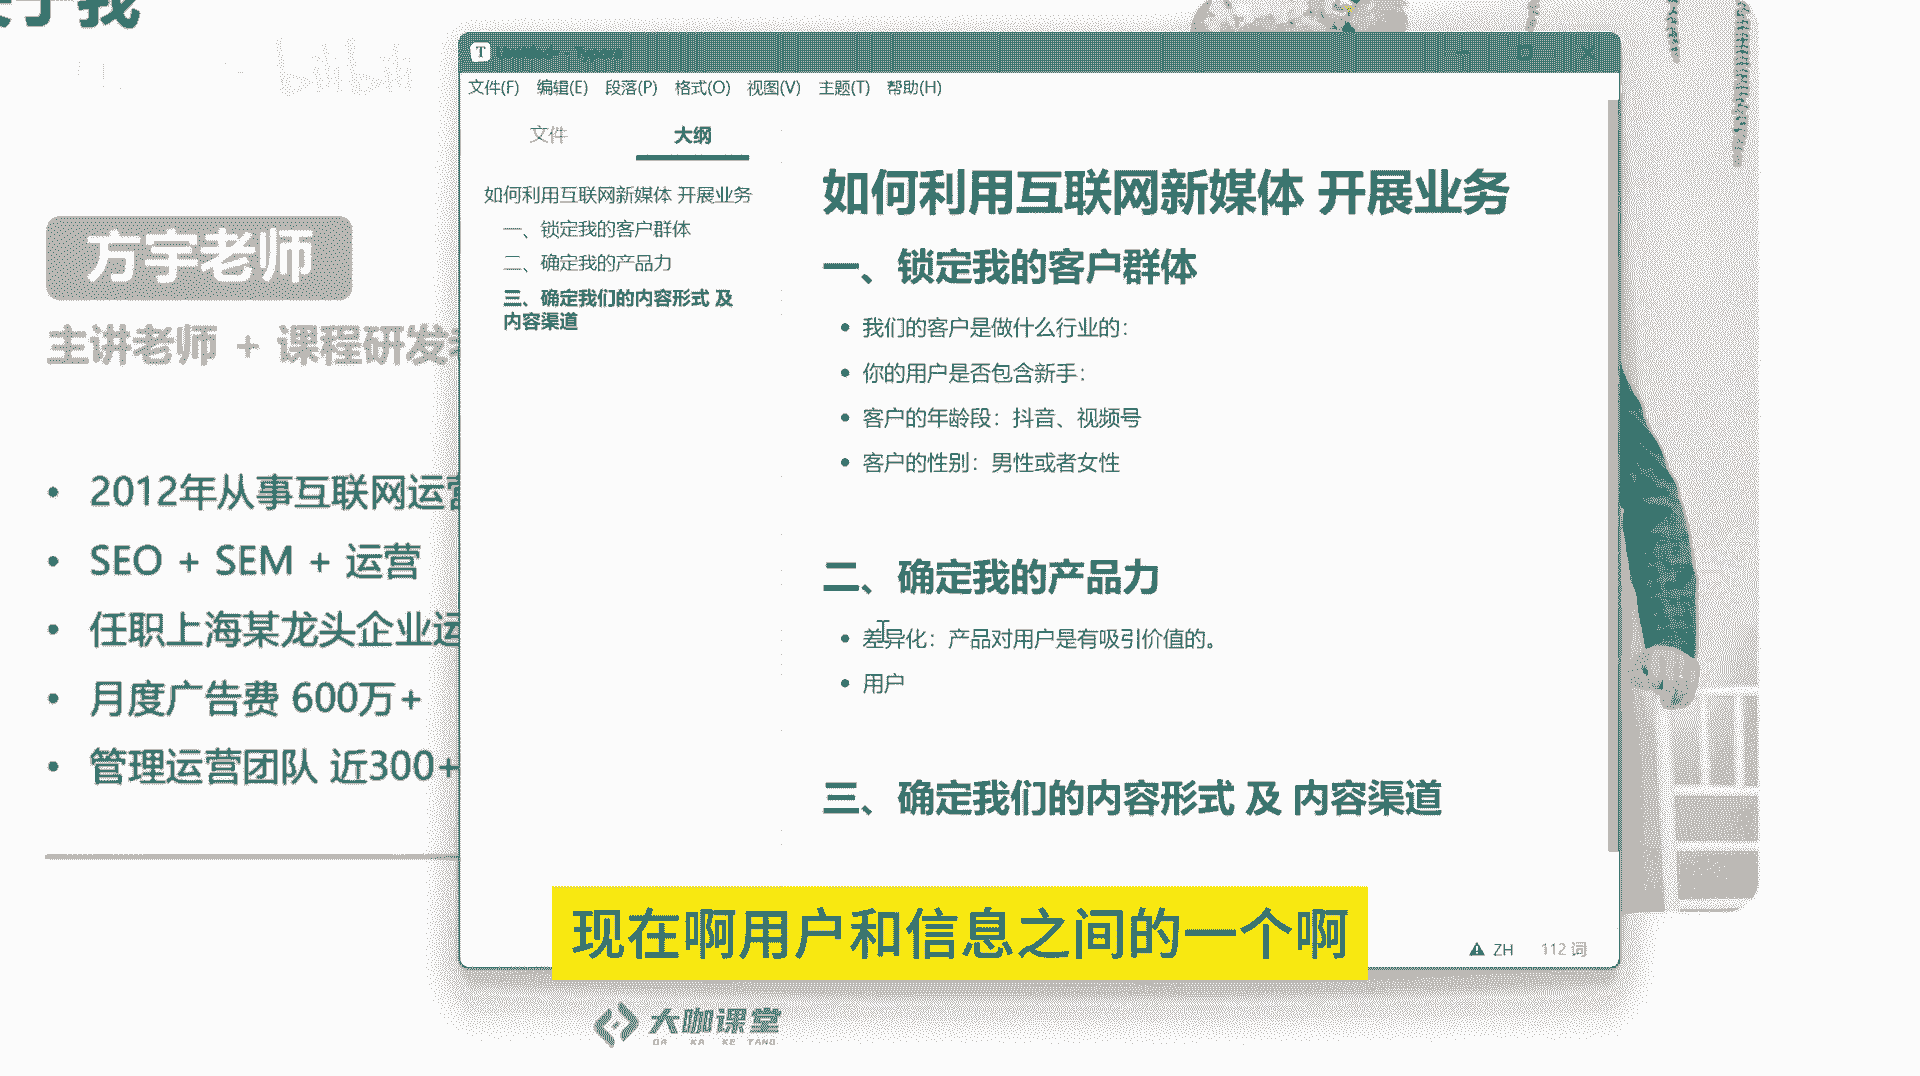 于我
bilibili
方宇老师
主讲老师 + 课程研发
• 2012年从事互联网运营
• SEO + SEM + 运营
• 任职上海某龙头企业运
• 月度广告费 600万+
• 管理运营团队 近300+
T
文件(F) 编辑(E) 段落(P) 格式(O) 视图(V) 主题(T) 帮助(H)
文件 大纲
如何利用互联网新媒体 开展业务
一、锁定我的客户群体
二、确定我的产品力
三、确定我们的内容形式 及
内容渠道
如何利用互联网新媒体 开展业务
一、锁定我的客户群体
• 我们的客户是做什么行业的：
• 你的用户是否包含新手：
• 客户的年龄段：抖音、视频号
• 客户的性别：男性或者女性
二、确定我的产品力
• 差异化：产品对用户是有吸引价值的。
• 用户
三、确定我们的内容形式 及 内容渠道
ZH 112 词
现在啊用户和信息之间的一个啊
大咖课堂
DA KA KE TANG